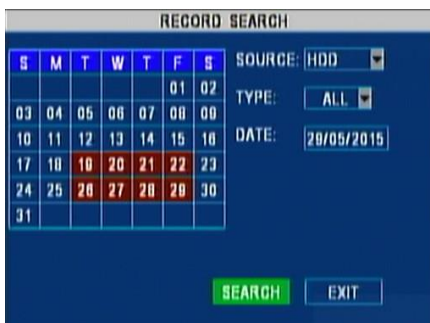 RECORD SEARCH
S M T W T F S
01 02
03 04 05 06 07 08 09
10 11 12 13 14 15 16
17 18 19 20 21 22 23
24 25 26 27 28 29 30
31
SOURCE: HDD
TYPE: ALL
DATE: 29/05/2015
SEARCH EXIT